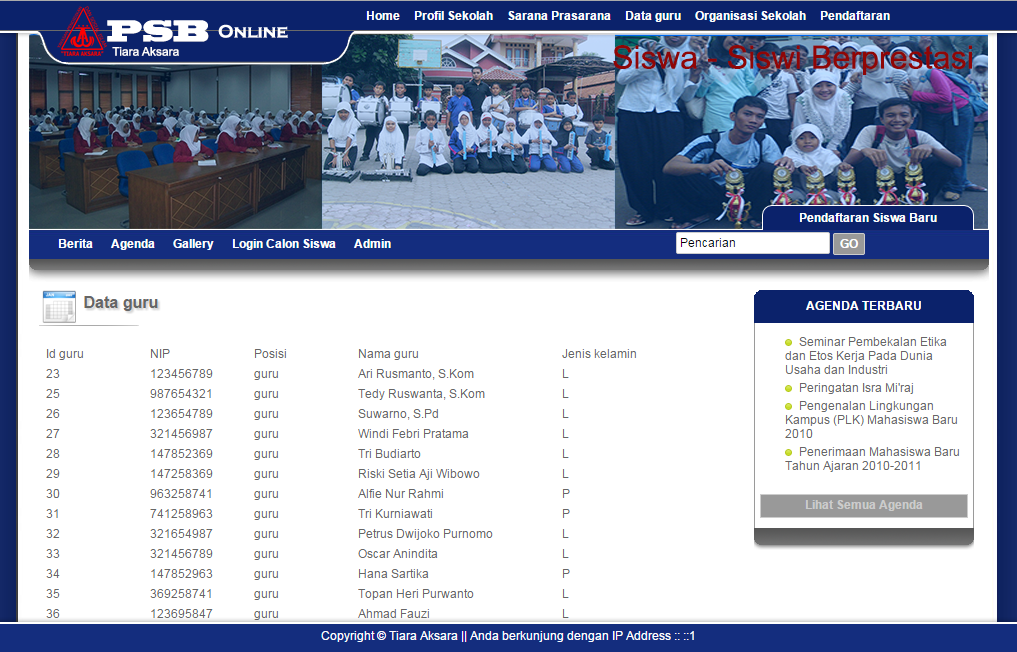 Home Profil Sekolah Sarana Prasarana Data guru Organisasi Sekolah Pendaftaran
PSB ONLINE
Tiara Aksara
"TIARA AKSARA"
Siswa - Siswi Berprestasi
Pendaftaran Siswa Baru
Berita Agenda Gallery Login Calon Siswa Admin Pencarian GO
Data guru
Id guru NIP Posisi Nama guru Jenis kelamin
23 123456789 guru Ari Rusmanto, S.Kom L
25 987654321 guru Tedy Ruswanta, S.Kom L
26 123654789 guru Suwarno, S.Pd L
27 321456987 guru Windi Febri Pratama L
28 147852369 guru Tri Budiarto L
29 147258369 guru Riski Setia Aji Wibowo L
30 963258741 guru Alfie Nur Rahmi P
31 741258963 guru Tri Kurniawati P
32 321654987 guru Petrus Dwijoko Purnomo L
33 321456789 guru Oscar Anindita L
34 147852963 guru Hana Sartika P
35 369258741 guru Topan Heri Purwanto L
36 123695847 guru Ahmad Fauzi L
AGENDA TERBARU
Seminar Pembekalan Etika
dan Etos Kerja Pada Dunia
Usaha dan Industri
Peringatan Isra Mi'raj
Pengenalan Lingkungan
Kampus (PLK) Mahasiswa Baru
2010
Penerimaan Mahasiswa Baru
Tahun Ajaran 2010-2011
Lihat Semua Agenda
Copyright © Tiara Aksara || Anda berkunjung dengan IP Address :: ::1